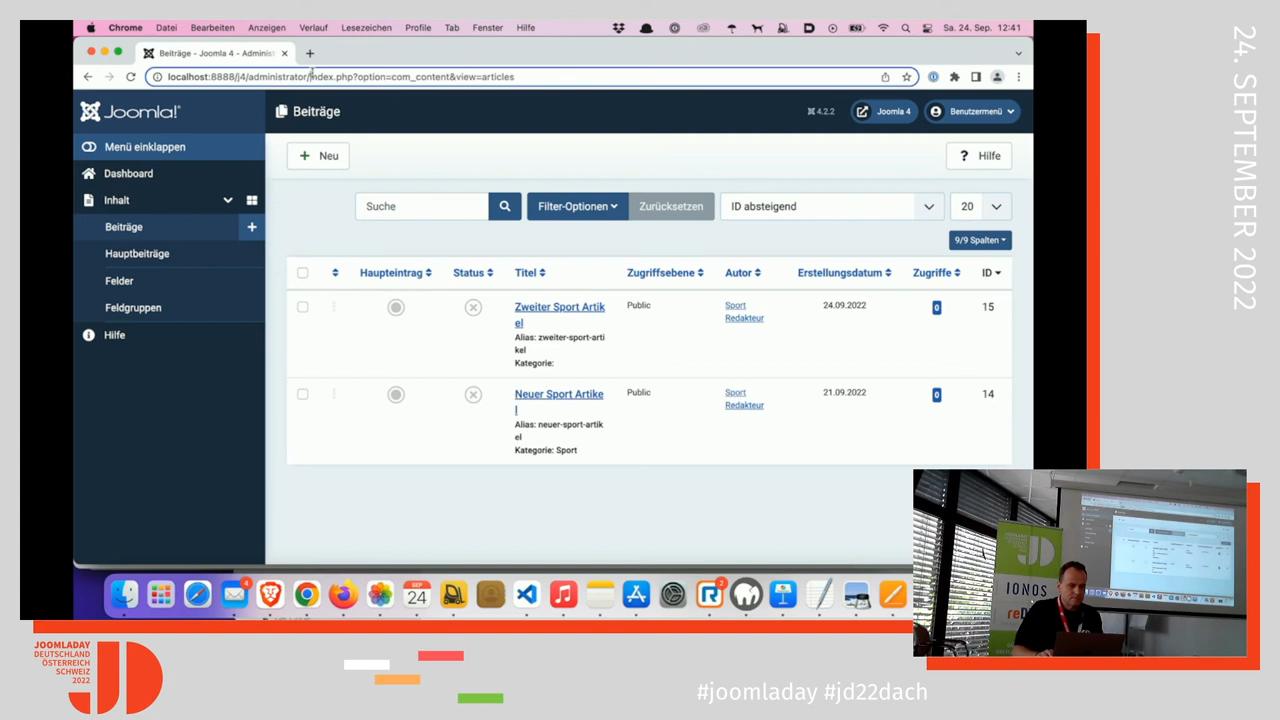 Chrome Datei Bearbeiten Anzeigen Verlauf Lesezeichen Profile Tab Fenster Hilfe Sa. 24. Sep. 12:41
Beiträge - Joomla 4 - Adminis
localhost:8888/j4/administrator/index.php?option=com_content&view=articles
Joomla!
Beiträge
4.2.2
Joomla 4
Benutzermenü
Menü einklappen
Dashboard
Inhalt
Beiträge
Hauptbeiträge
Felder
Feldgruppen
Hilfe
Neu
Hilfe
Suche
Filter-Optionen
Zurücksetzen
ID absteigend
20
9/9 Spalten
Haupteintrag Status Titel Zugriffsebene Autor Erstellungsdatum Zugriffe ID
Zweiter Sport Artik Public Sport 24.09.2022 0 15
el Redakteur
Alias: zweiter-sport-arti
kel
Kategorie:
Neuer Sport Artike Public Sport 21.09.2022 0 14
l Redakteur
Alias: neuer-sport-artik
el
Kategorie: Sport
4
SEP
24
2
IONOS
24. SEPTEMBER 2022
JOOMLADAY
DEUTSCHLAND
ÖSTERREICH
SCHWEIZ
2022
#joomladay #jd22dach